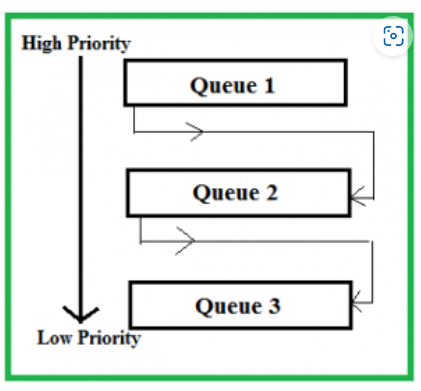 High Priority
Queue 1
Queue 2
Queue 3
Low Priority